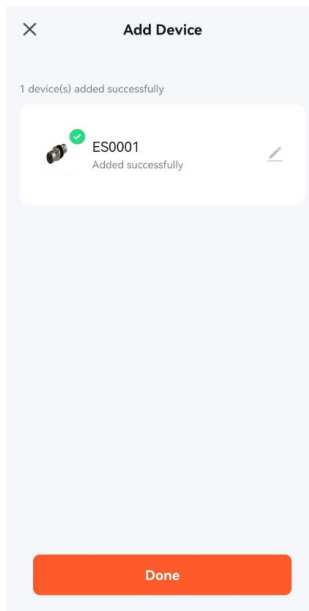 Add Device
1 device(s) added successfully
ES0001
Added successfully
Done